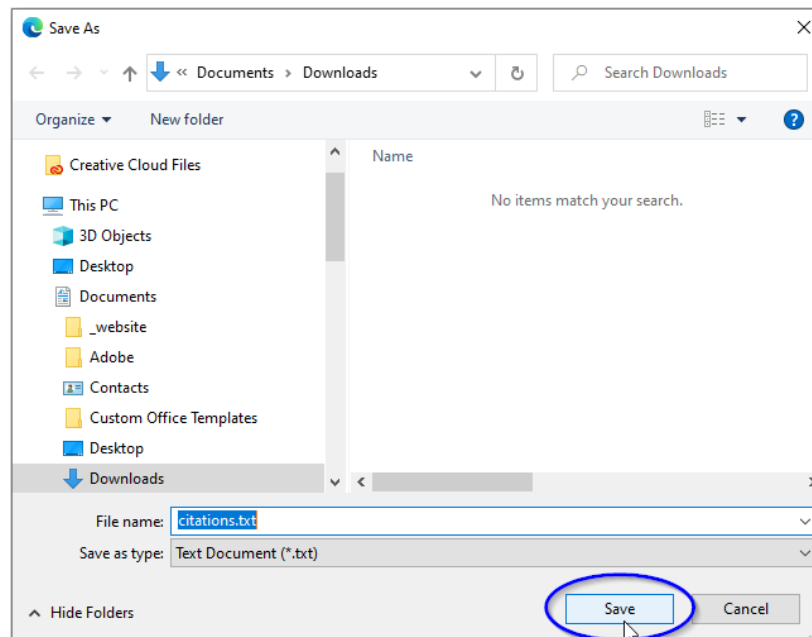 Save As
« Documents › Downloads
Search Downloads
Organize
New folder
?
Creative Cloud Files
This PC
3D Objects
Desktop
Documents
_website
Adobe
Contacts
Custom Office Templates
Desktop
Downloads
Name
No items match your search.
File name: citations.txt
Save as type: Text Document (*.txt)
Hide Folders
Save
Cancel